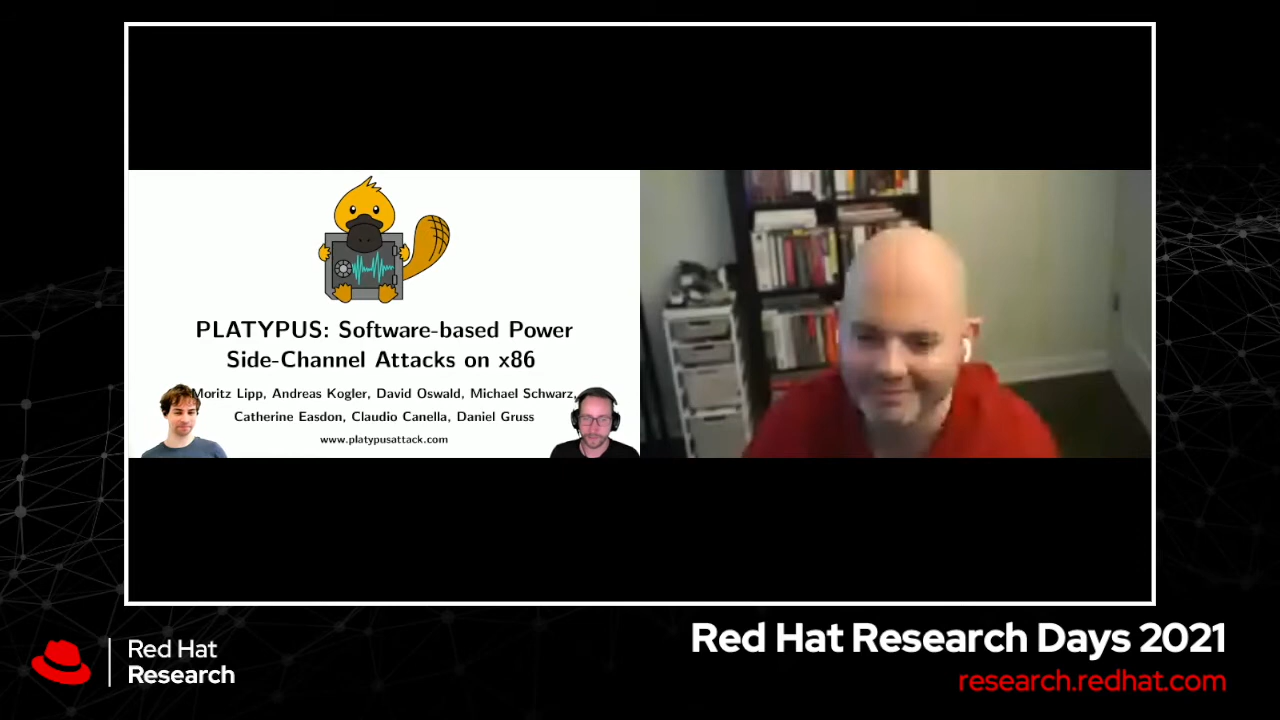 PLATYPUS: Software-based Power
Side-Channel Attacks on x86
Moritz Lipp, Andreas Kogler, David Oswald, Michael Schwarz,
Catherine Easdon, Claudio Canella, Daniel Gruss
www.platypusattack.com
Red Hat
Research
Red Hat Research Days 2021
research.redhat.com